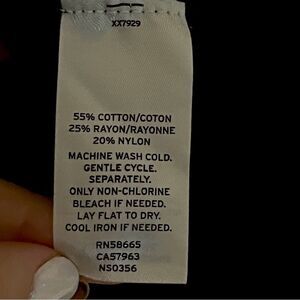 XX7929
55% COTTON/COTON
25% RAYON/RAYONNE
20% NYLON
MACHINE WASH COLD.
GENTLE CYCLE.
SEPARATELY.
ONLY NON-CHLORINE
BLEACH IF NEEDED.
LAY FLAT TO DRY.
COOL IRON IF NEEDED.
RN58665
CA57963
NS0356